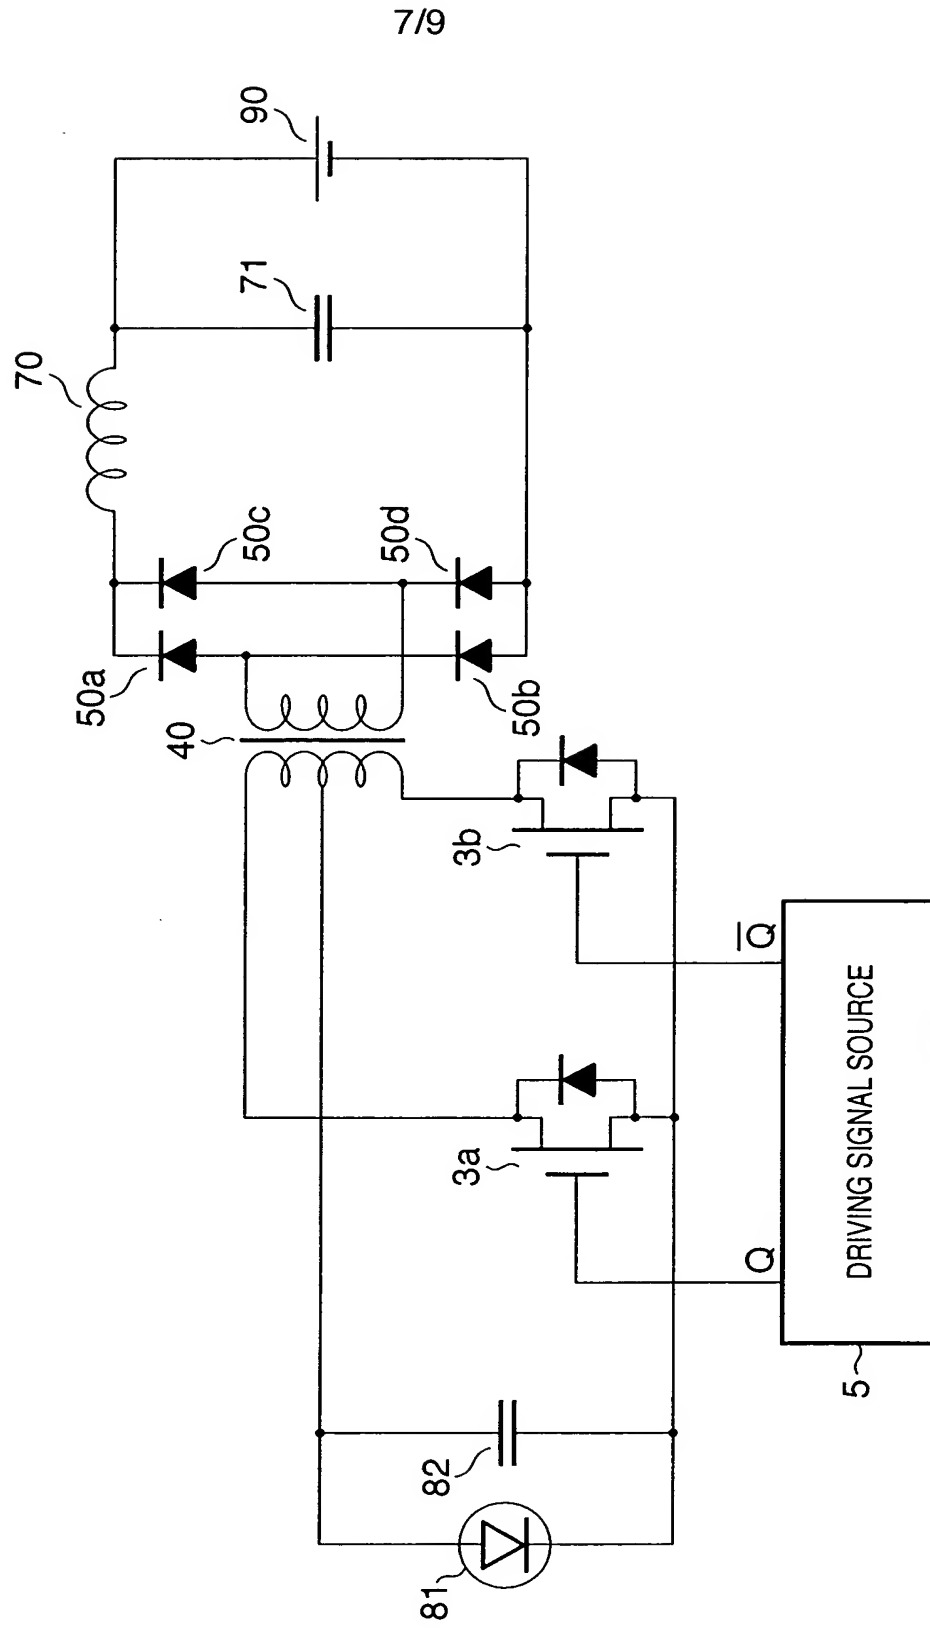 7/9
90
71
70
50c
50d
50a
50b
40
3b
3a
Q
Q̅
82
81
5
DRIVING SIGNAL SOURCE